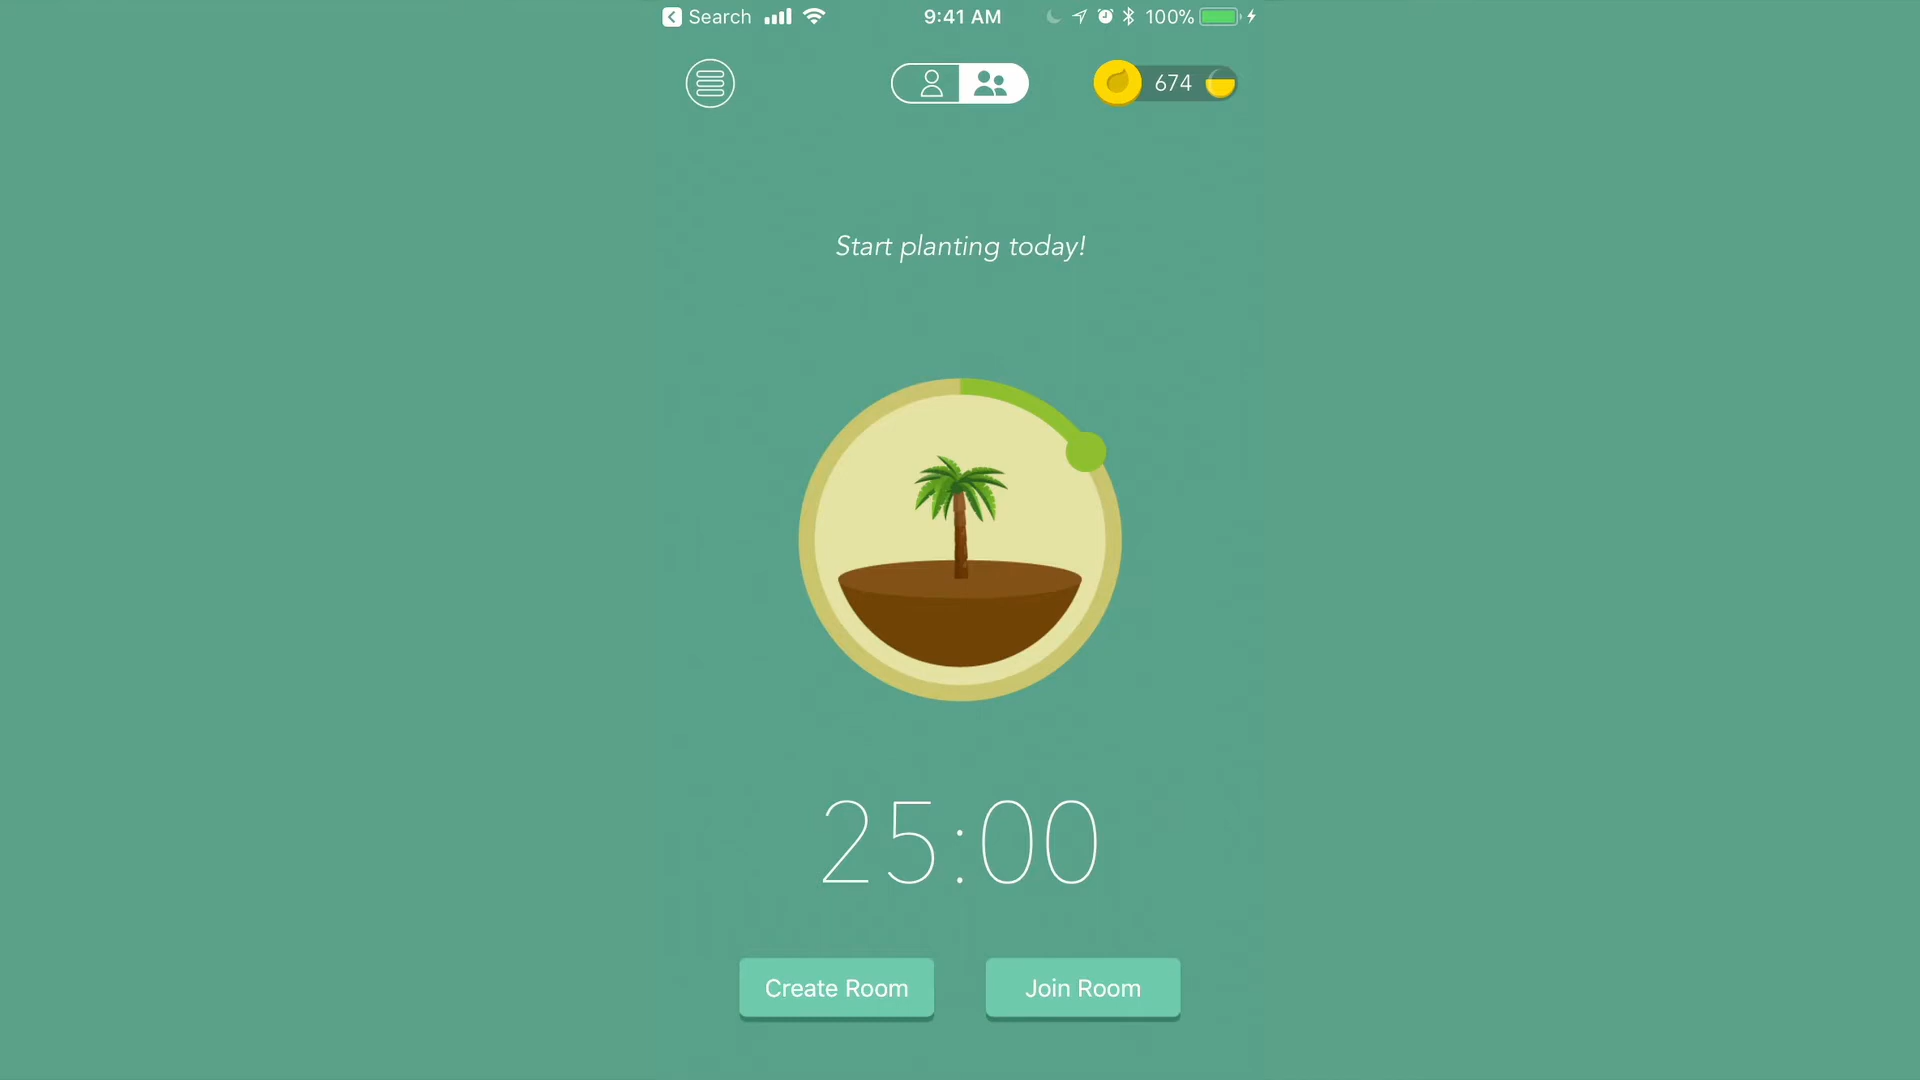 Search 9:41 AM 100%
674
Start planting today!
25:00
Create Room Join Room